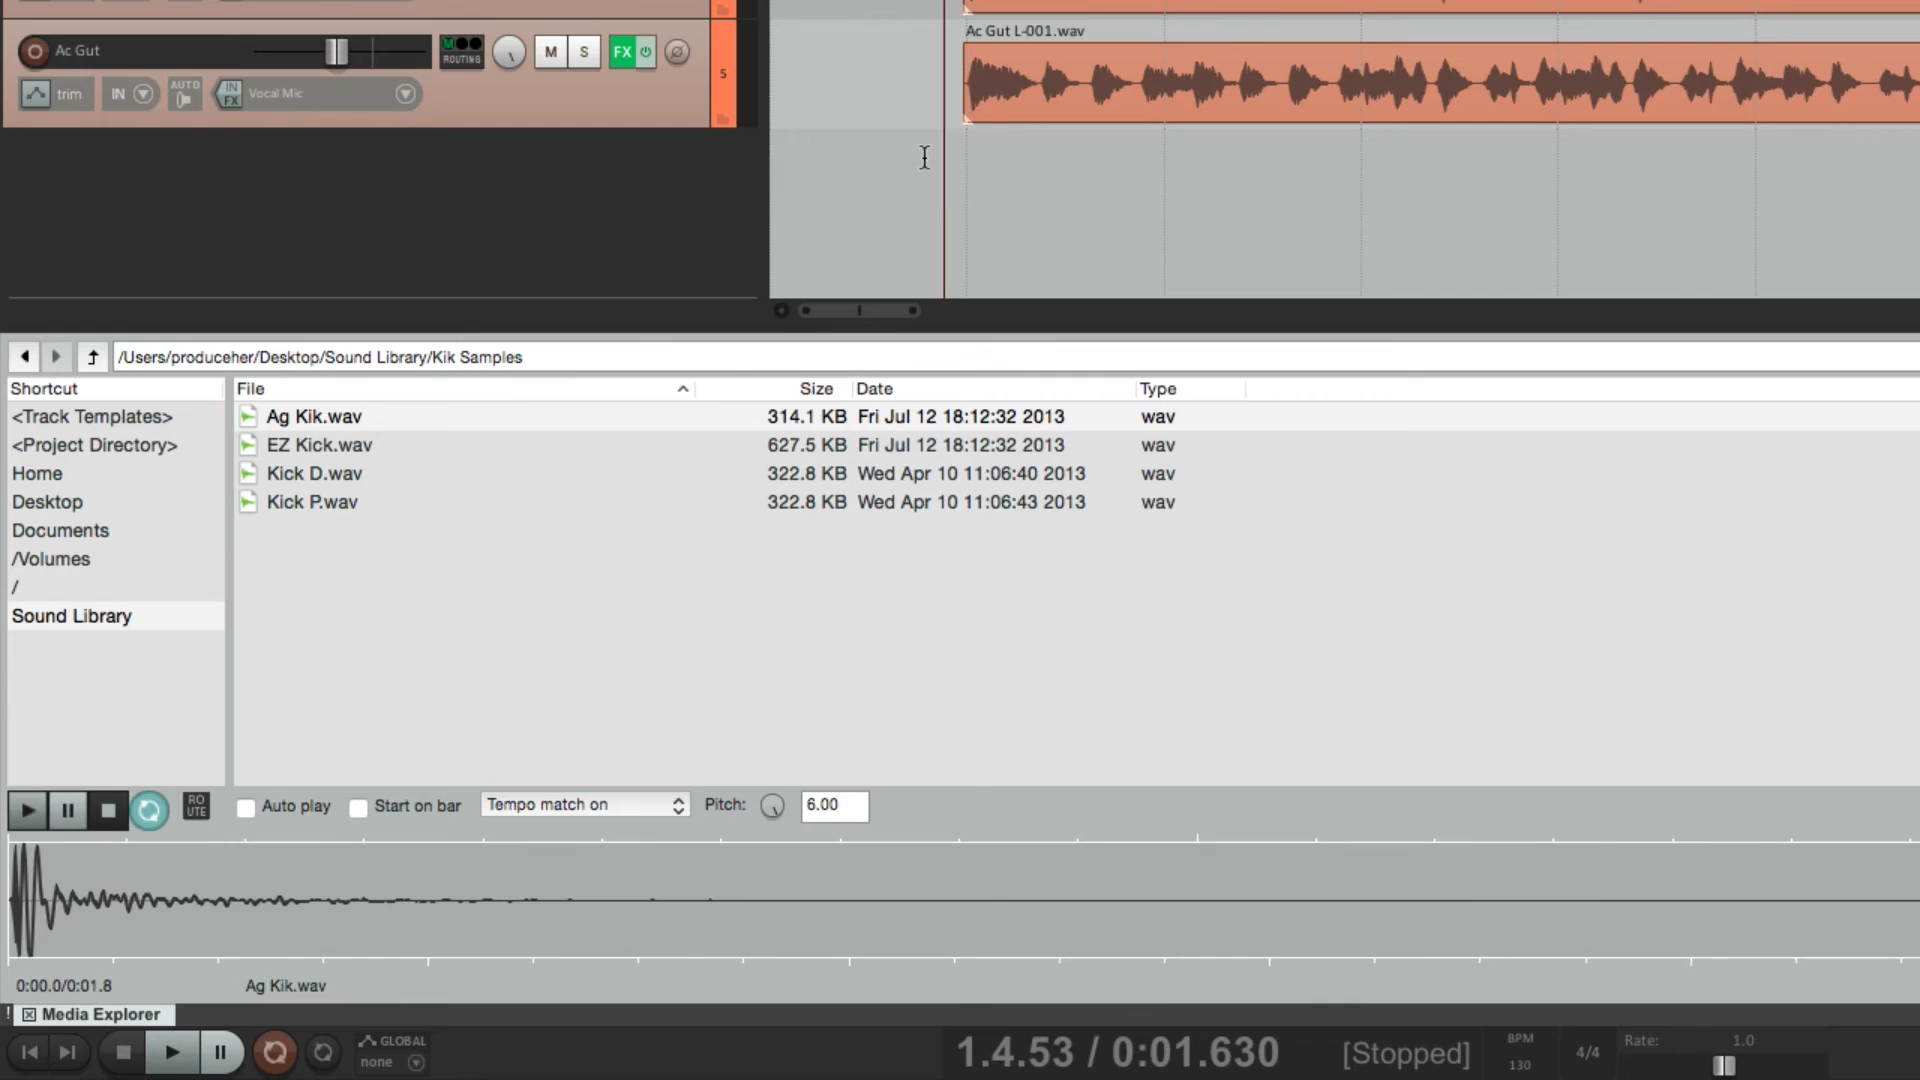 Ac Gut
ROUTING
M
S
FX
5
Ac Gut L-001.wav
trim
IN
AUTO
IN
FX
Vocal Mic
/Users/produceher/Desktop/Sound Library/Kik Samples
Shortcut
<Track Templates>
<Project Directory>
Home
Desktop
Documents
/Volumes
/
Sound Library
File Size Date Type
Ag Kik.wav 314.1 KB Fri Jul 12 18:12:32 2013 wav
EZ Kick.wav 627.5 KB Fri Jul 12 18:12:32 2013 wav
Kick D.wav 322.8 KB Wed Apr 10 11:06:40 2013 wav
Kick P.wav 322.8 KB Wed Apr 10 11:06:43 2013 wav
RO
UTE
Auto play
Start on bar
Tempo match on
Pitch:
6.00
0:00.0/0:01.8
Ag Kik.wav
! Media Explorer
GLOBAL
none
1.4.53 / 0:01.630
[Stopped]
BPM
130
4/4
Rate: 1.0